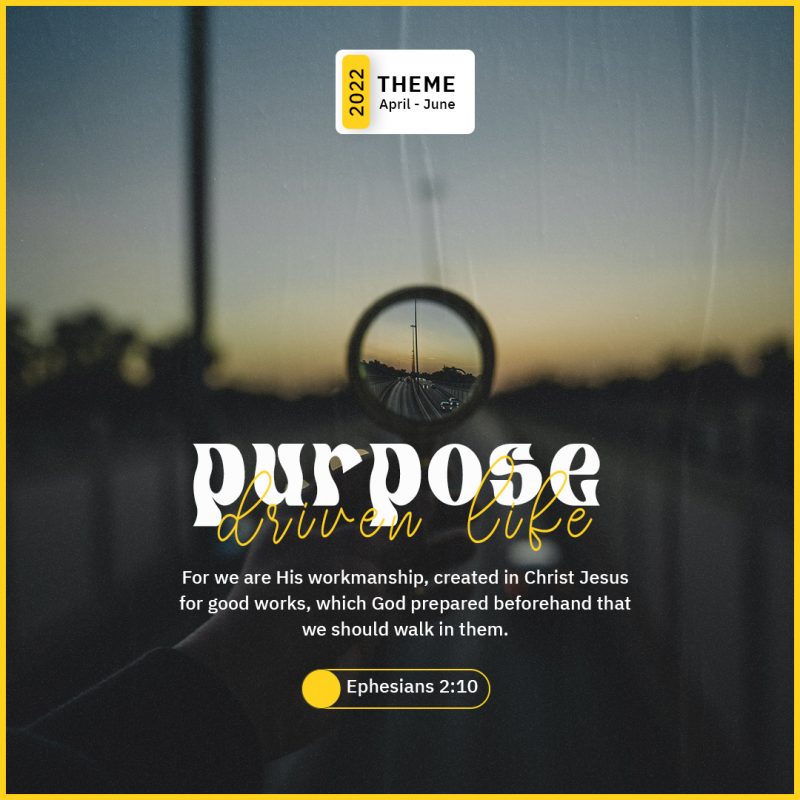 2022
THEME
April - June
purpose
driven life
For we are His workmanship, created in Christ Jesus
for good works, which God prepared beforehand that
we should walk in them.
Ephesians 2:10